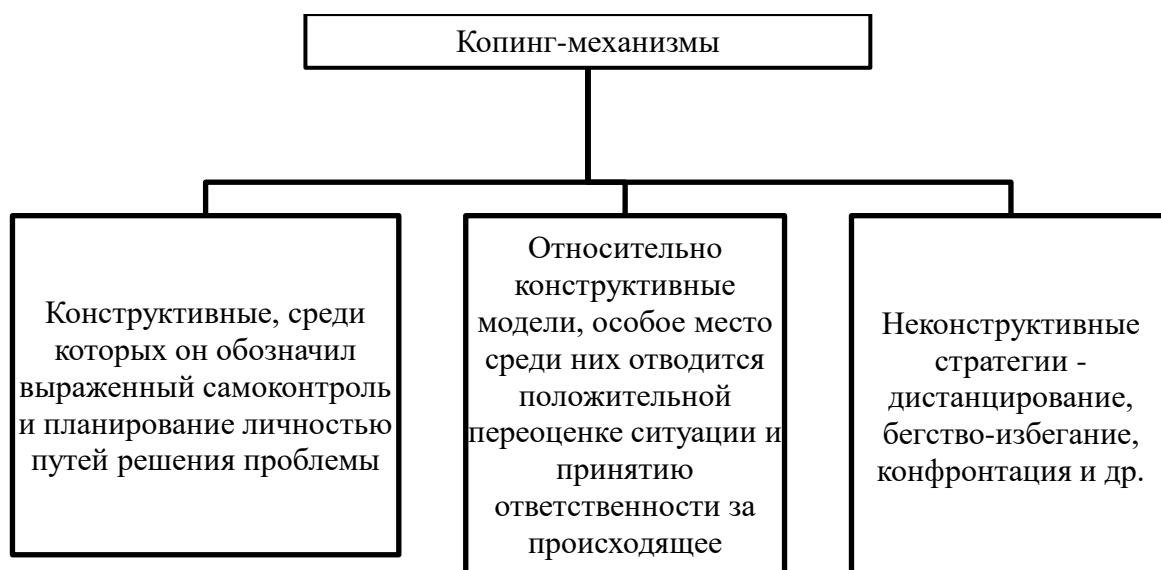 Копинг-механизмы
Конструктивные, среди
которых он обозначил
выраженный самоконтроль
и планирование личностью
путей решения проблемы
Относительно
конструктивные
модели, особое место
среди них отводится
положительной
переоценке ситуации и
принятию
ответственности за
происходящее
Неконструктивные
стратегии -
дистанцирование,
бегство-избегание,
конфронтация и др.